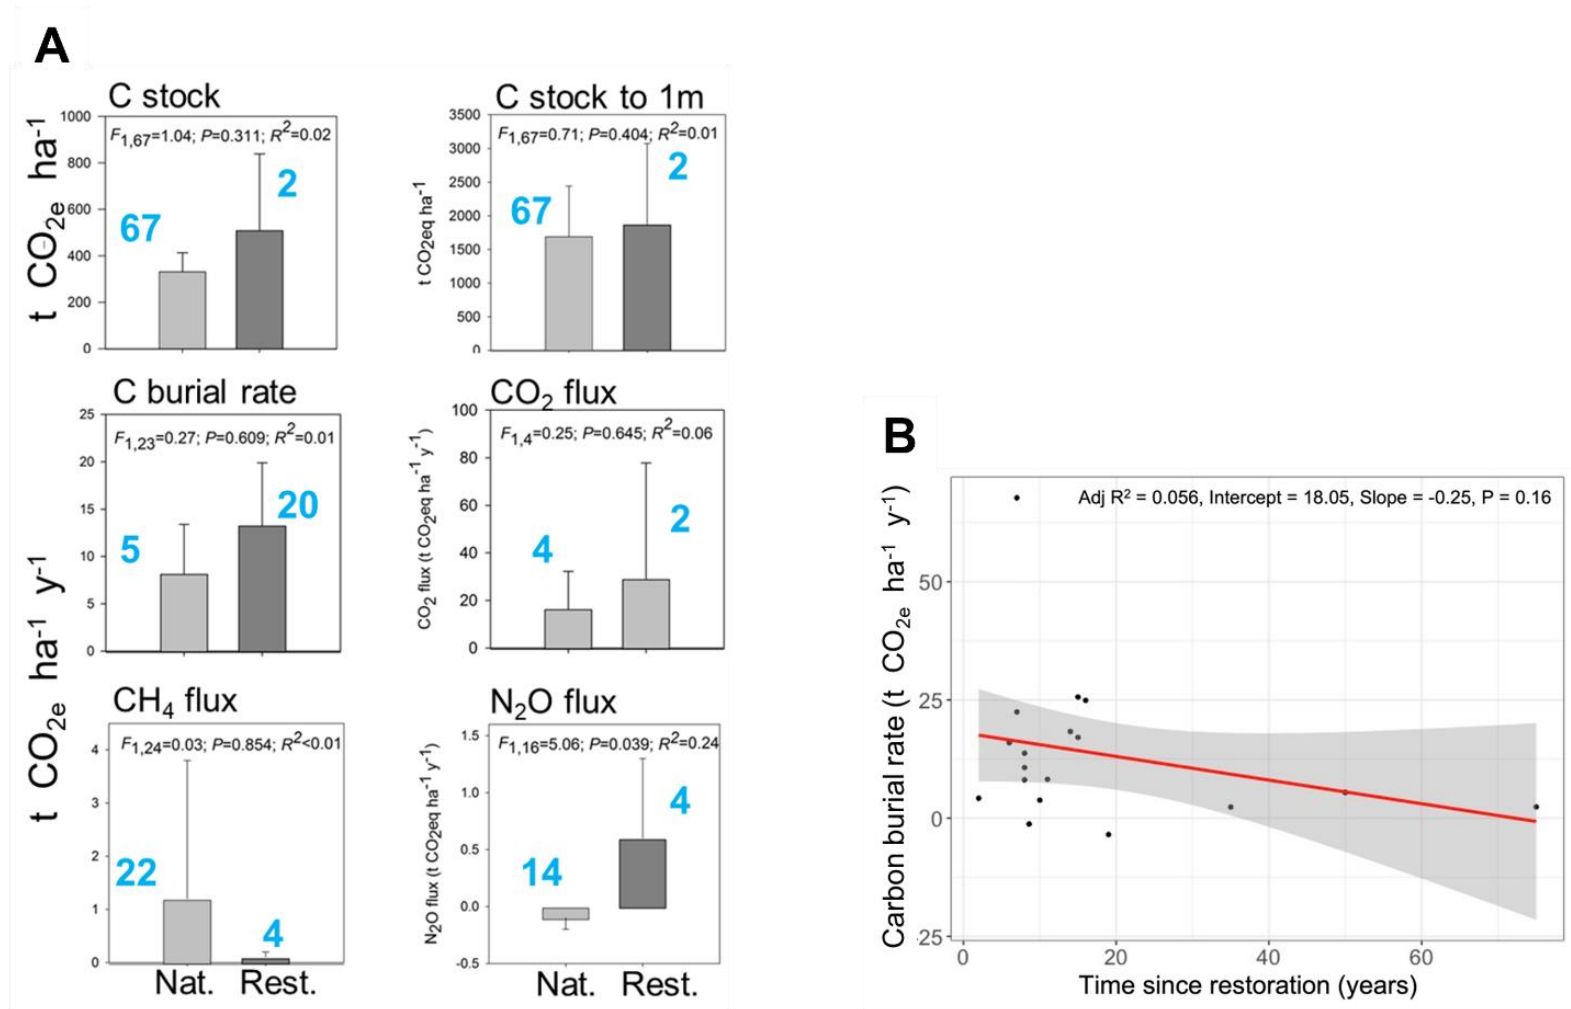 A
C stock
t CO2e ha-1
1000
800
600
400
200
0
F1,67=1.04; P=0.311; R2=0.02
67
2
C stock to 1m
t CO2eq ha-1
3500
3000
2500
2000
1500
1000
500
0
F1,67=0.71; P=0.404; R2=0.01
67
2
C burial rate
t CO2e ha-1 y-1
25
20
15
10
5
0
F1,23=0.27; P=0.609; R2=0.01
5
20
CO2 flux
CO2 flux (t CO2eq ha-1 y-1)
100
80
60
40
20
0
F1,4=0.25; P=0.645; R2=0.06
4
2
CH4 flux
4
3
2
1
0
F1,24=0.03; P=0.854; R2<0.01
22
4
Nat. Rest.
N2O flux
N2O flux (t CO2eq ha-1 y-1)
1.5
1.0
0.5
0.0
-0.5
F1,16=5.06; P=0.039; R2=0.24
14
4
Nat. Rest.
B
Carbon burial rate (t CO2e ha-1 y-1)
Adj R2 = 0.056, Intercept = 18.05, Slope = -0.25, P = 0.16
50
25
0
-25
0 20 40 60
Time since restoration (years)